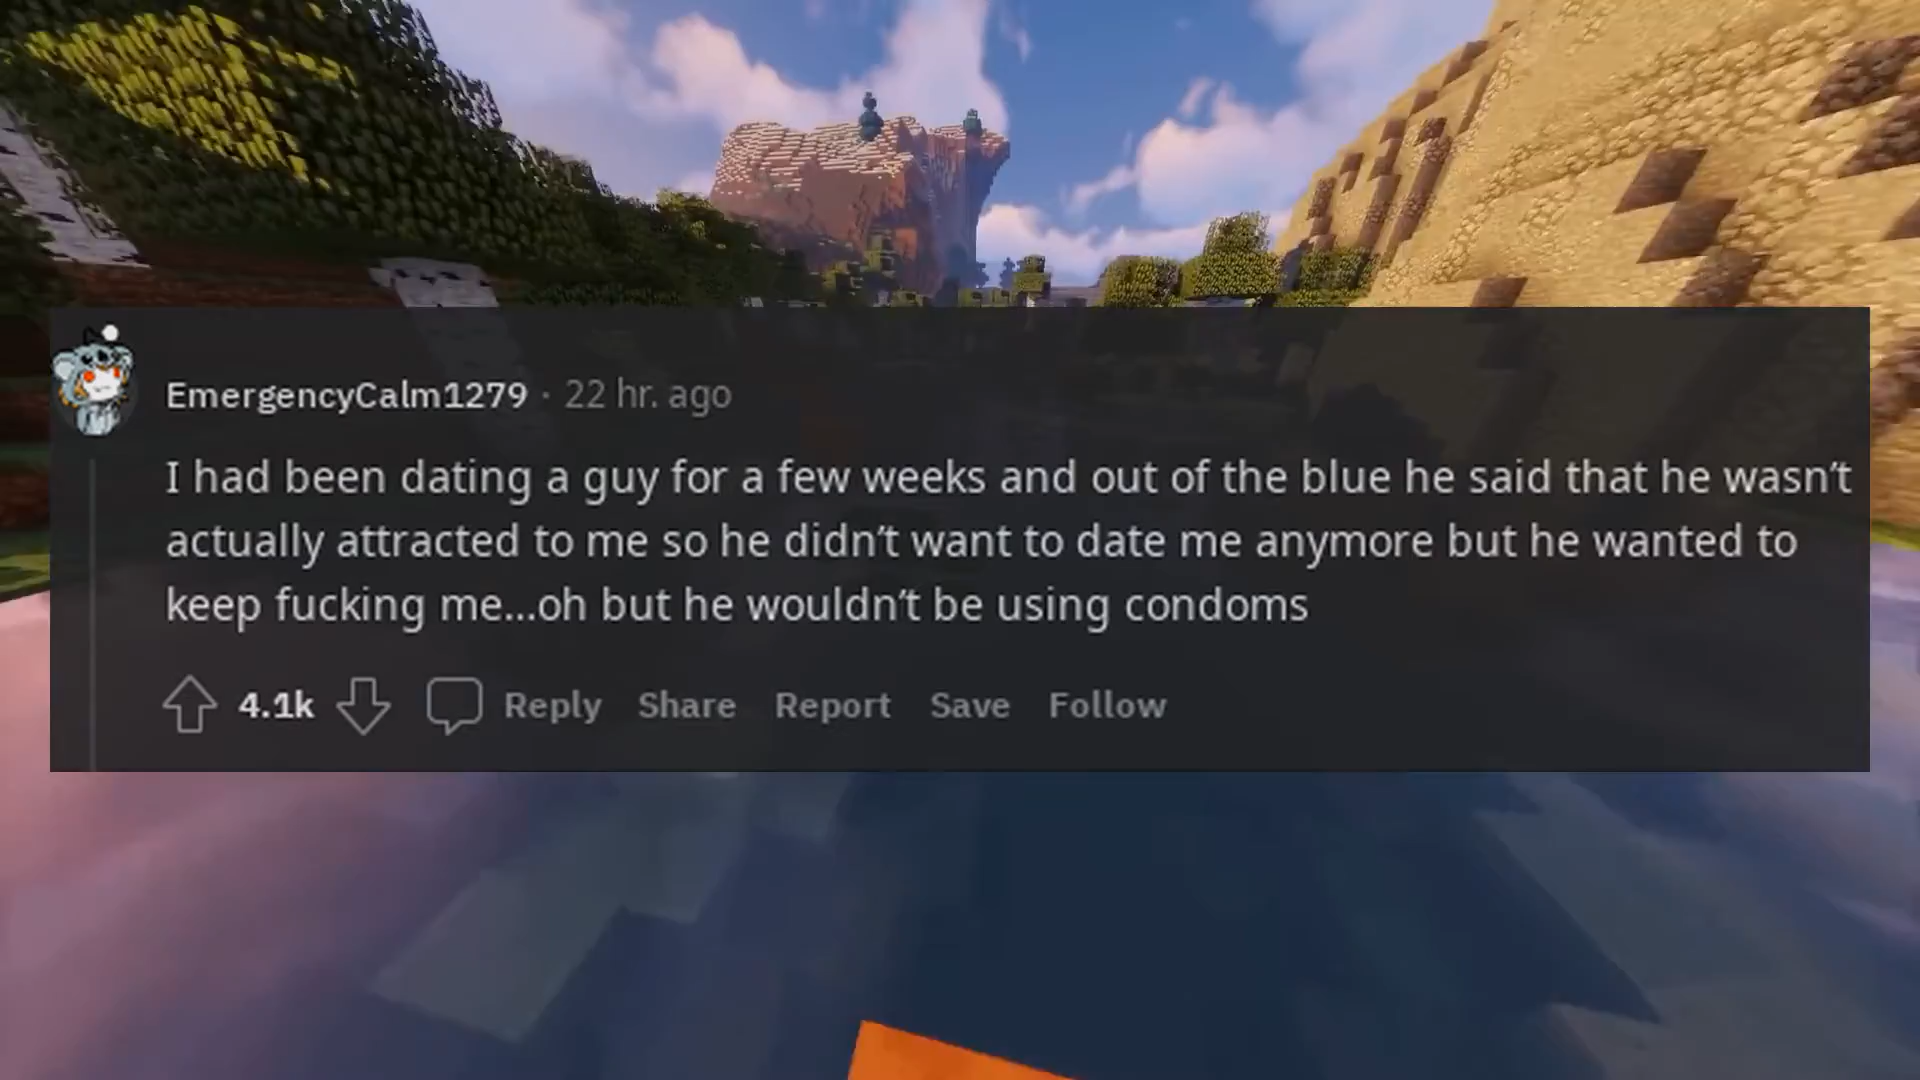 EmergencyCalm1279 · 22 hr. ago
I had been dating a guy for a few weeks and out of the blue he said that he wasn’t
actually attracted to me so he didn’t want to date me anymore but he wanted to
keep fucking me...oh but he wouldn’t be using condoms
4.1k Reply Share Report Save Follow